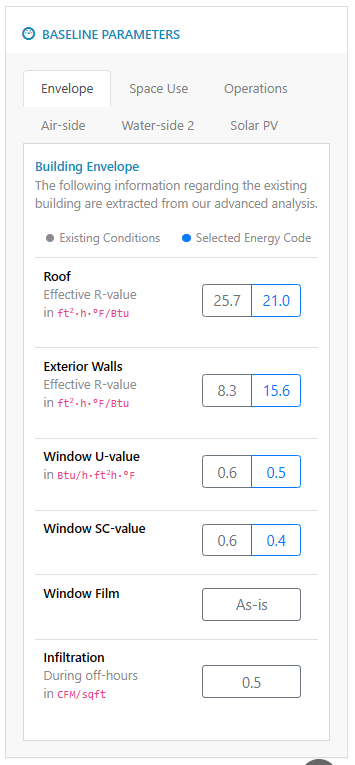 BASELINE PARAMETERS
Envelope Space Use Operations
Air-side Water-side 2 Solar PV
Building Envelope
The following information regarding the existing
building are extracted from our advanced analysis.
Existing Conditions Selected Energy Code
Roof
Effective R-value
in ft²·h·°F/Btu
25.7 21.0
Exterior Walls
Effective R-value
in ft²·h·°F/Btu
8.3 15.6
Window U-value
in Btu/h·ft²h·°F
0.6 0.5
Window SC-value
0.6 0.4
Window Film
As-is
Infiltration
During off-hours
in CFM/sqft
0.5